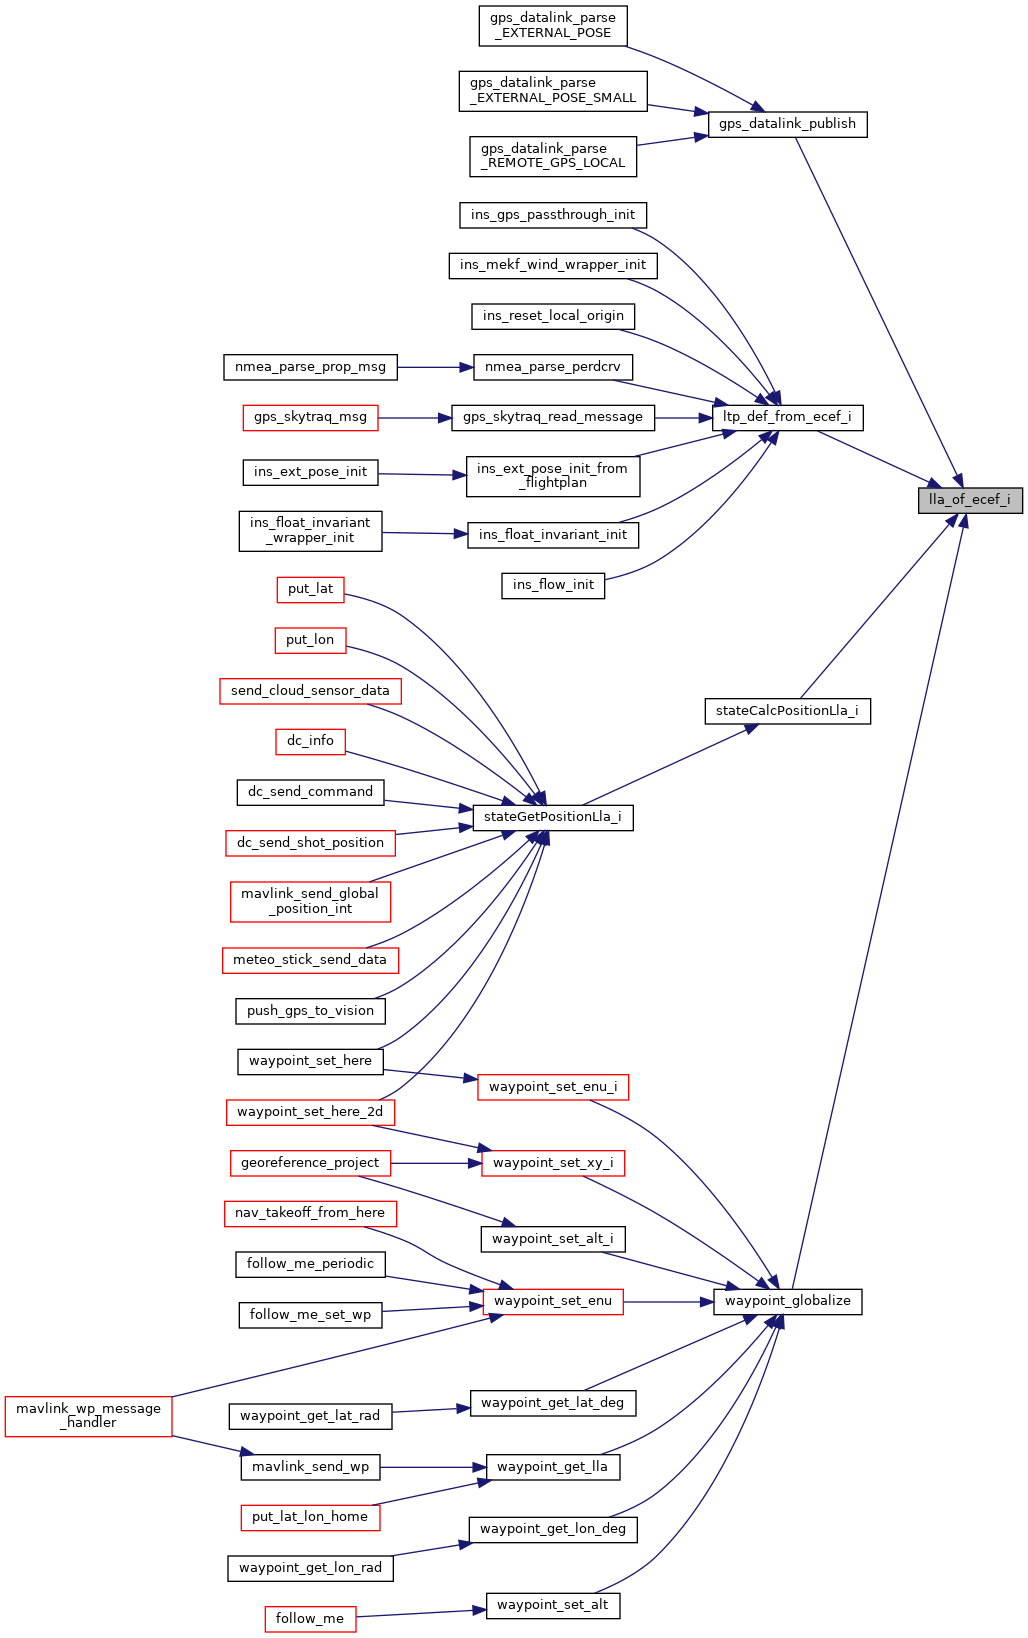 gps_datalink_parse
_EXTERNAL_POSE
gps_datalink_parse
_EXTERNAL_POSE_SMALL
gps_datalink_publish
gps_datalink_parse
_REMOTE_GPS_LOCAL
ins_gps_passthrough_init
ins_mekf_wind_wrapper_init
ins_reset_local_origin
nmea_parse_prop_msg
nmea_parse_perdcrv
gps_skytraq_msg
gps_skytraq_read_message
ltp_def_from_ecef_i
ins_ext_pose_init
ins_ext_pose_init_from
_flightplan
lla_of_ecef_i
ins_float_invariant
_wrapper_init
ins_float_invariant_init
ins_flow_init
put_lat
put_lon
send_cloud_sensor_data
stateCalcPositionLla_i
dc_info
dc_send_command
stateGetPositionLla_i
dc_send_shot_position
mavlink_send_global
_position_int
meteo_stick_send_data
push_gps_to_vision
waypoint_set_here
waypoint_set_enu_i
waypoint_set_here_2d
georeference_project
waypoint_set_xy_i
nav_takeoff_from_here
waypoint_set_alt_i
follow_me_periodic
follow_me_set_wp
waypoint_set_enu
waypoint_globalize
mavlink_wp_message
_handler
waypoint_get_lat_rad
waypoint_get_lat_deg
mavlink_send_wp
waypoint_get_lla
put_lat_lon_home
waypoint_get_lon_deg
waypoint_get_lon_rad
waypoint_set_alt
follow_me